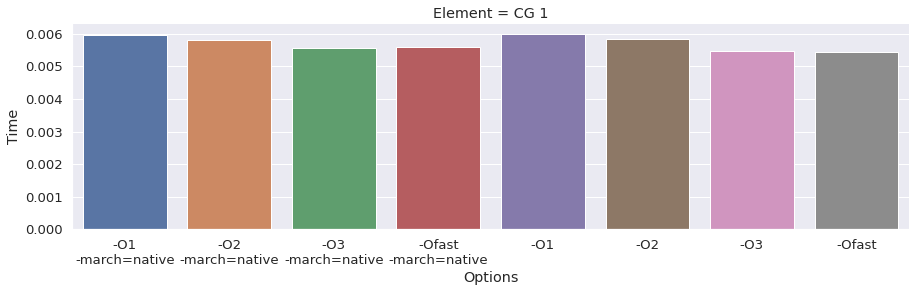 Element = CG 1
Time
0.006
0.005
0.004
0.003
0.002
0.001
0.000
-O1
-march=native
-O2
-march=native
-O3
-march=native
-Ofast
-march=native
-O1
-O2
-O3
-Ofast
Options